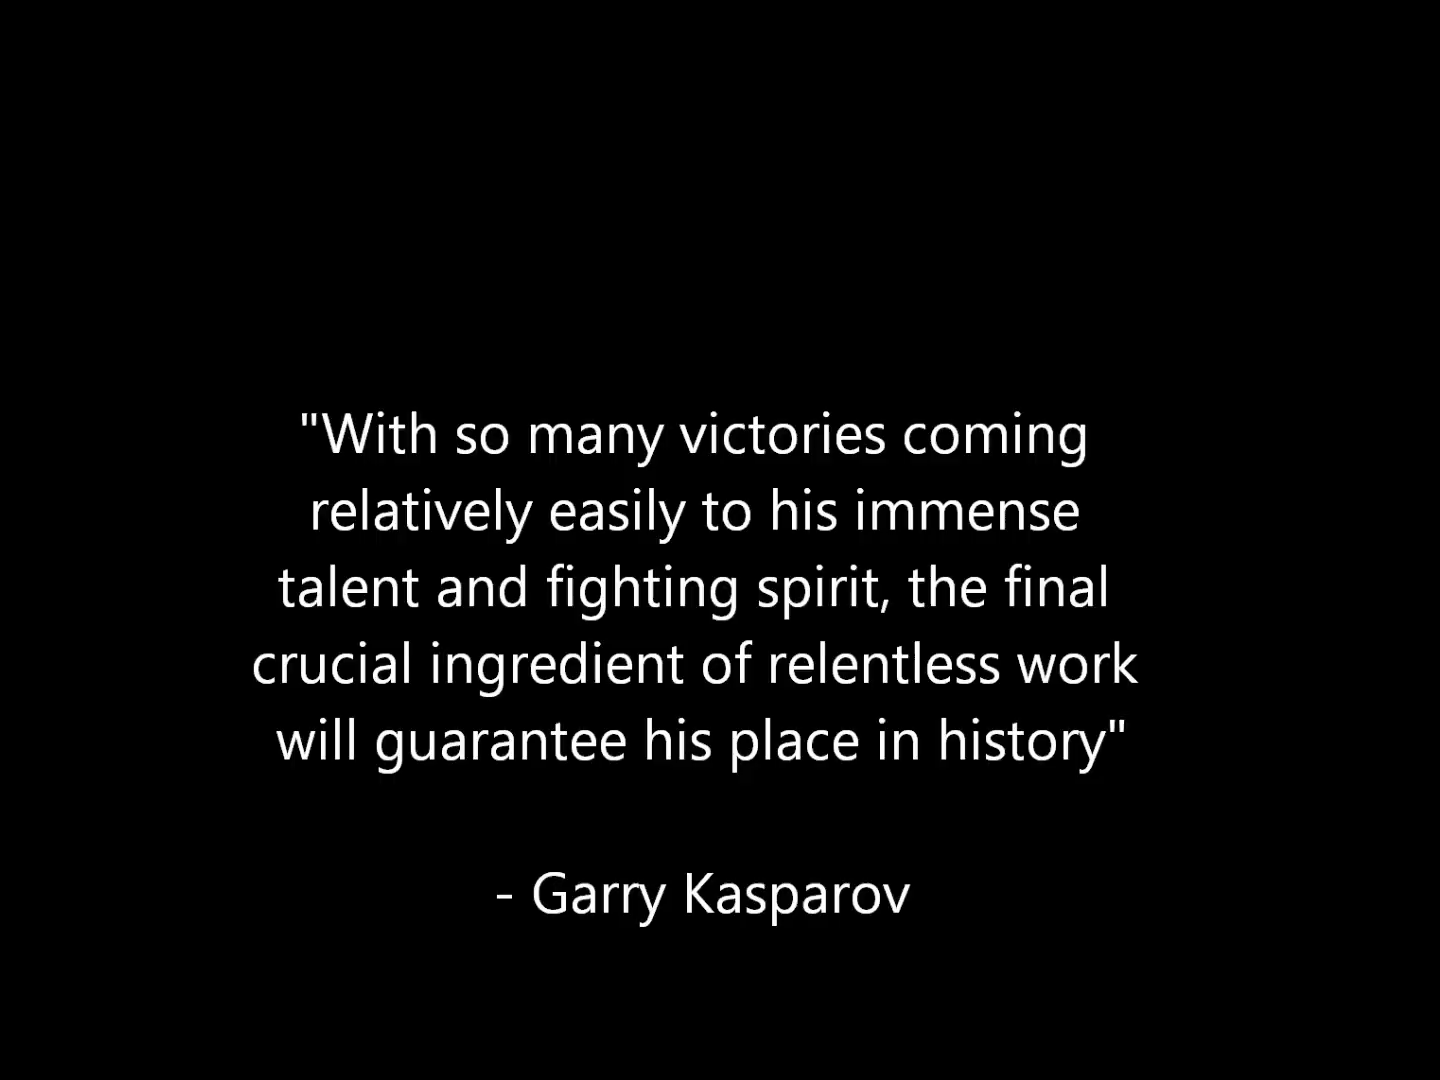 "With so many victories coming
relatively easily to his immense
talent and fighting spirit, the final
crucial ingredient of relentless work
will guarantee his place in history"
- Garry Kasparov